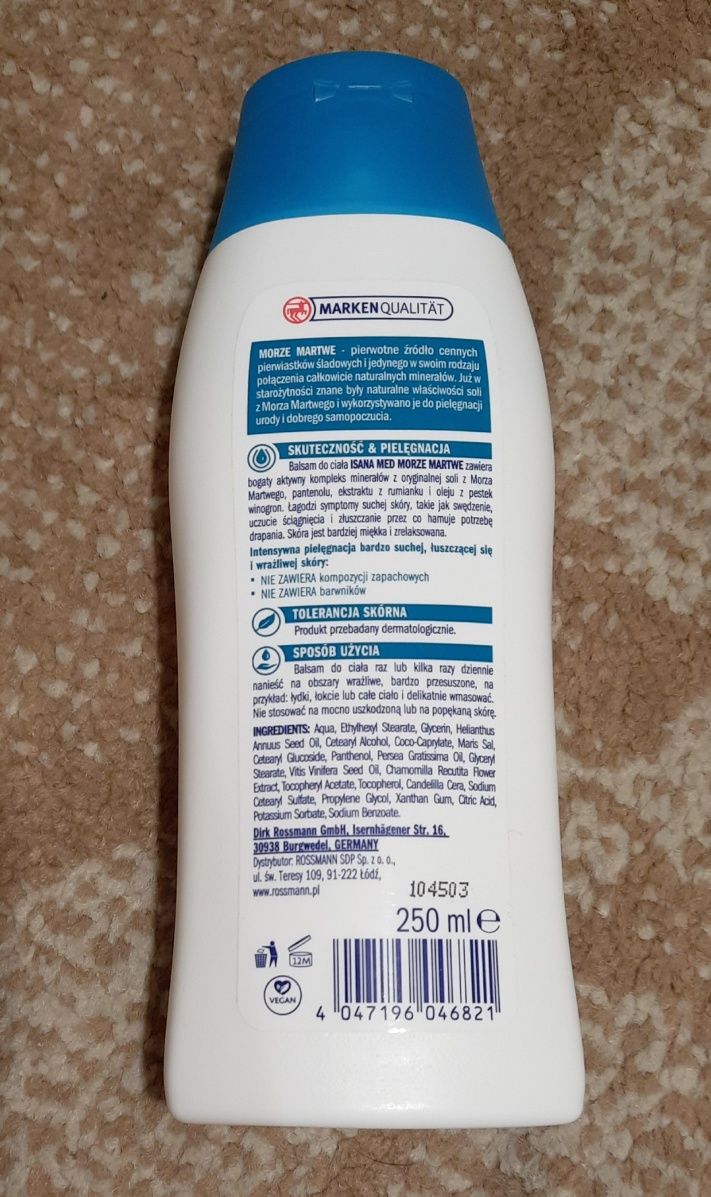 MARKENQUALITÄT
MORZE MARTWE - pierwotne źródło cennych
pierwiastków śladowych i jedynego w swoim rodzaju
połączenia całkowicie naturalnych minerałów. Już w
starożytności znane były naturalne właściwości soli
z Morza Martwego i wykorzystywano je do pielęgnacji
urody i dobrego samopoczucia.
SKUTECZNOŚĆ & PIELĘGNACJA
Balsam do ciała ISANA MED MORZE MARTWE zawiera
bogaty aktywny kompleks minerałów z oryginalnej soli z Morza
Martwego, pantenolu, ekstraktu z rumianku i oleju z pestek
winogron. Łagodzi symptomy suchej skóry, takie jak swędzenie,
uczucie ściągnięcia i złuszczanie przez co hamuje potrzebę
drapania. Skóra jest bardziej miękka i zrelaksowana.
Intensywna pielęgnacja bardzo suchej, łuszczącej się
i wrażliwej skóry:
• NIE ZAWIERA kompozycji zapachowych
• NIE ZAWIERA barwników
TOLERANCJA SKÓRNA
Produkt przebadany dermatologicznie.
SPOSÓB UŻYCIA
Balsam do ciała raz lub kilka razy dziennie
nanieść na obszary wrażliwe, bardzo przesuszone, na
przykład: łydki, łokcie lub całe ciało i delikatnie wmasować.
Nie stosować na mocno uszkodzoną lub na popękaną skórę.
INGREDIENTS: Aqua, Ethylhexyl Stearate, Glycerin, Helianthus
Annuus Seed Oil, Cetearyl Alcohol, Coco-Caprylate, Maris Sal,
Cetearyl Glucoside, Panthenol, Persea Gratissima Oil, Glyceryl
Stearate, Vitis Vinifera Seed Oil, Chamomilla Recutita Flower
Extract, Tocopheryl Acetate, Tocopherol, Candelilla Cera, Sodium
Cetearyl Sulfate, Propylene Glycol, Xanthan Gum, Citric Acid,
Potassium Sorbate, Sodium Benzoate.
Dirk Rossmann GmbH, Isernhägener Str. 16,
30938 Burgwedel, GERMANY
Dystrybutor: ROSSMANN SDP Sp. z o. o.,
ul. św. Teresy 109, 91-222 Łódź,
www.rossmann.pl
104503
250 ml e
12M
VEGAN
4 047196 046821